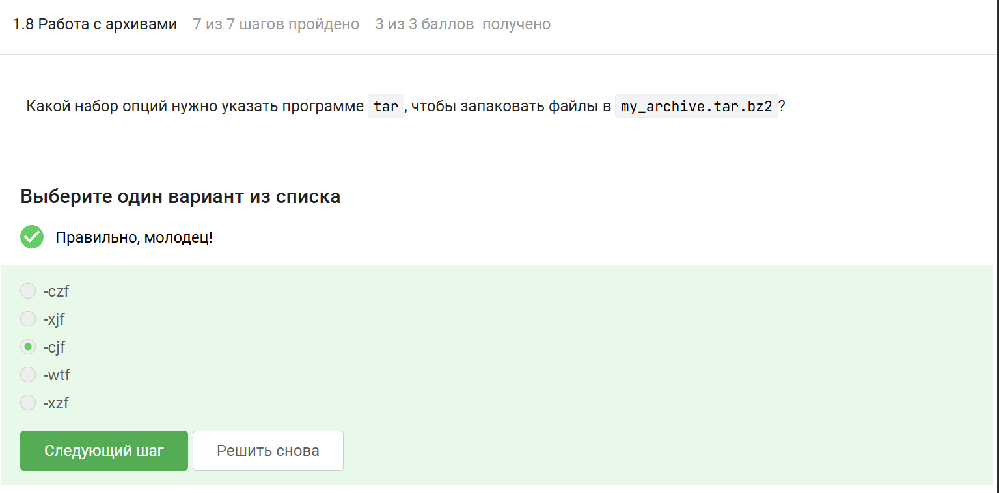 1.8 Работа с архивами 7 из 7 шагов пройдено 3 из 3 баллов получено
Какой набор опций нужно указать программе tar, чтобы запаковать файлы в my_archive.tar.bz2?
Выберите один вариант из списка
Правильно, молодец!
-czf
-xjf
-cjf
-wtf
-xzf
Следующий шаг Решить снова